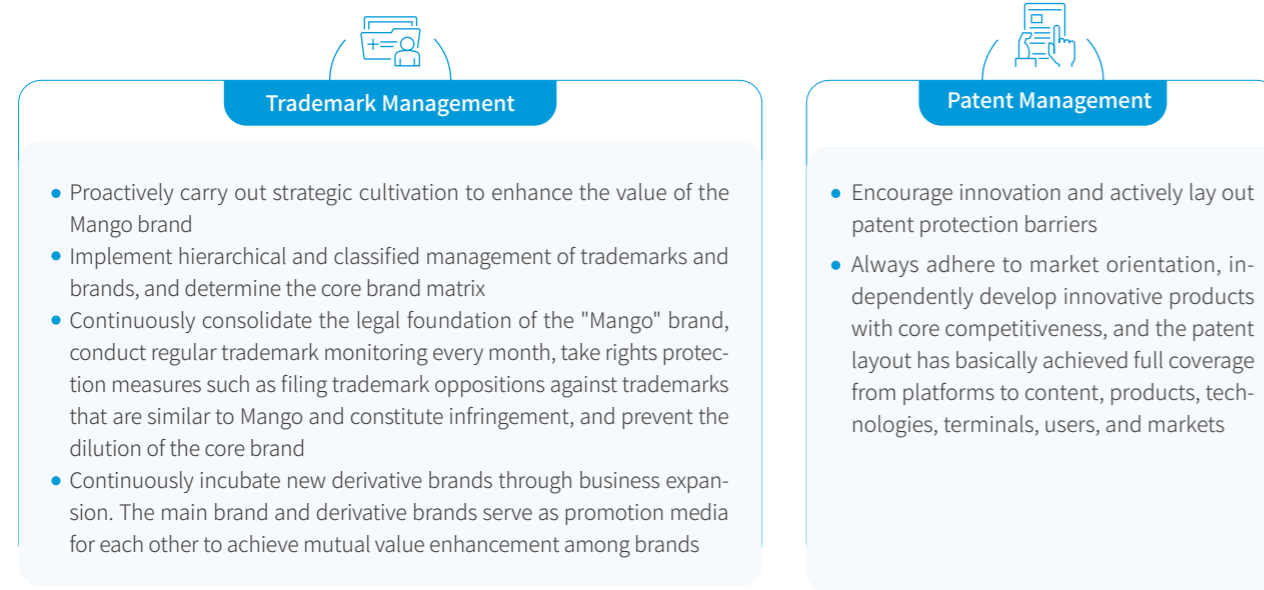 Trademark Management
• Proactively carry out strategic cultivation to enhance the value of the
Mango brand
• Implement hierarchical and classified management of trademarks and
brands, and determine the core brand matrix
• Continuously consolidate the legal foundation of the "Mango" brand,
conduct regular trademark monitoring every month, take rights protec-
tion measures such as filing trademark oppositions against trademarks
that are similar to Mango and constitute infringement, and prevent the
dilution of the core brand
• Continuously incubate new derivative brands through business expan-
sion. The main brand and derivative brands serve as promotion media
for each other to achieve mutual value enhancement among brands
Patent Management
• Encourage innovation and actively lay out
patent protection barriers
• Always adhere to market orientation, in-
dependently develop innovative products
with core competitiveness, and the patent
layout has basically achieved full coverage
from platforms to content, products, tech-
nologies, terminals, users, and markets